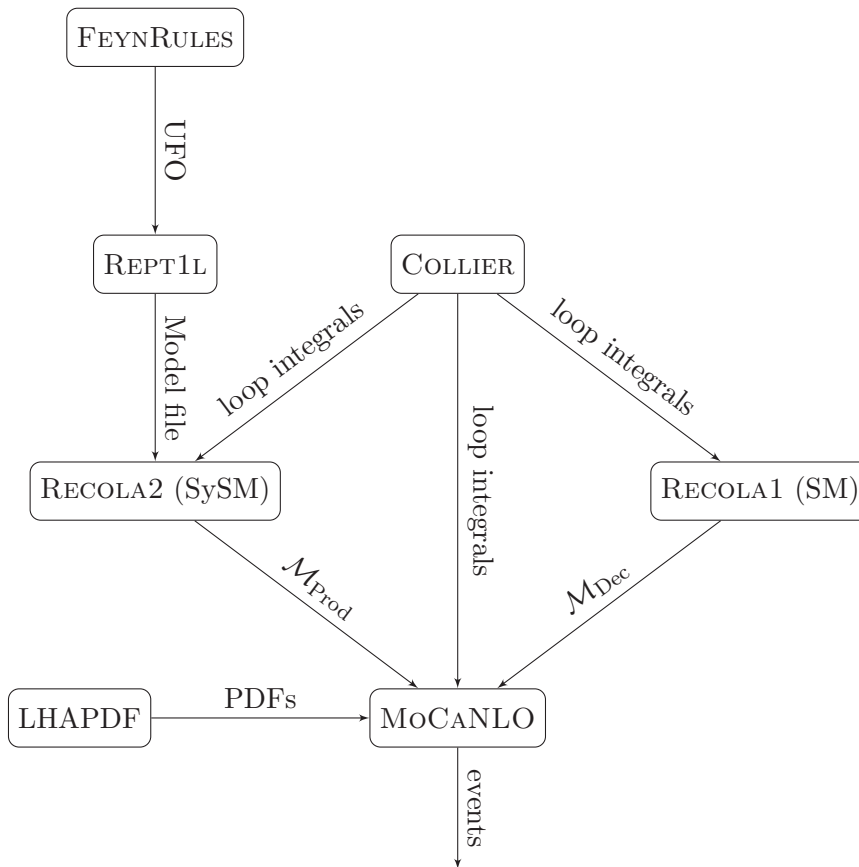 FEYNRULES
UFO
REPT1L
COLLIER
Model file
loop integrals
loop integrals
loop integrals
RECOLA2 (SySM)
RECOLA1 (SM)
ℳProd
ℳDec
LHAPDF
PDFs
MOCANLO
events